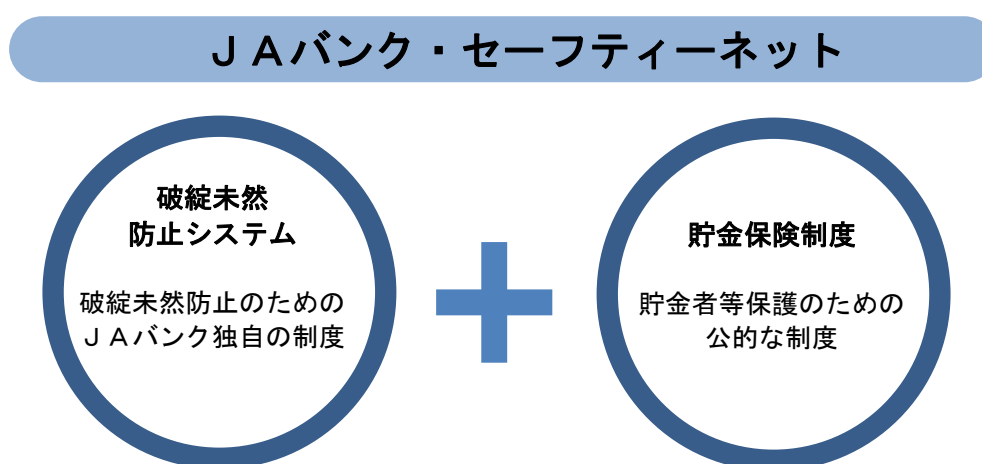 ＪＡバンク・セーフティーネット
破綻未然
防止システム
破綻未然防止のための
ＪＡバンク独自の制度
貯金保険制度
貯金者等保護のための
公的な制度